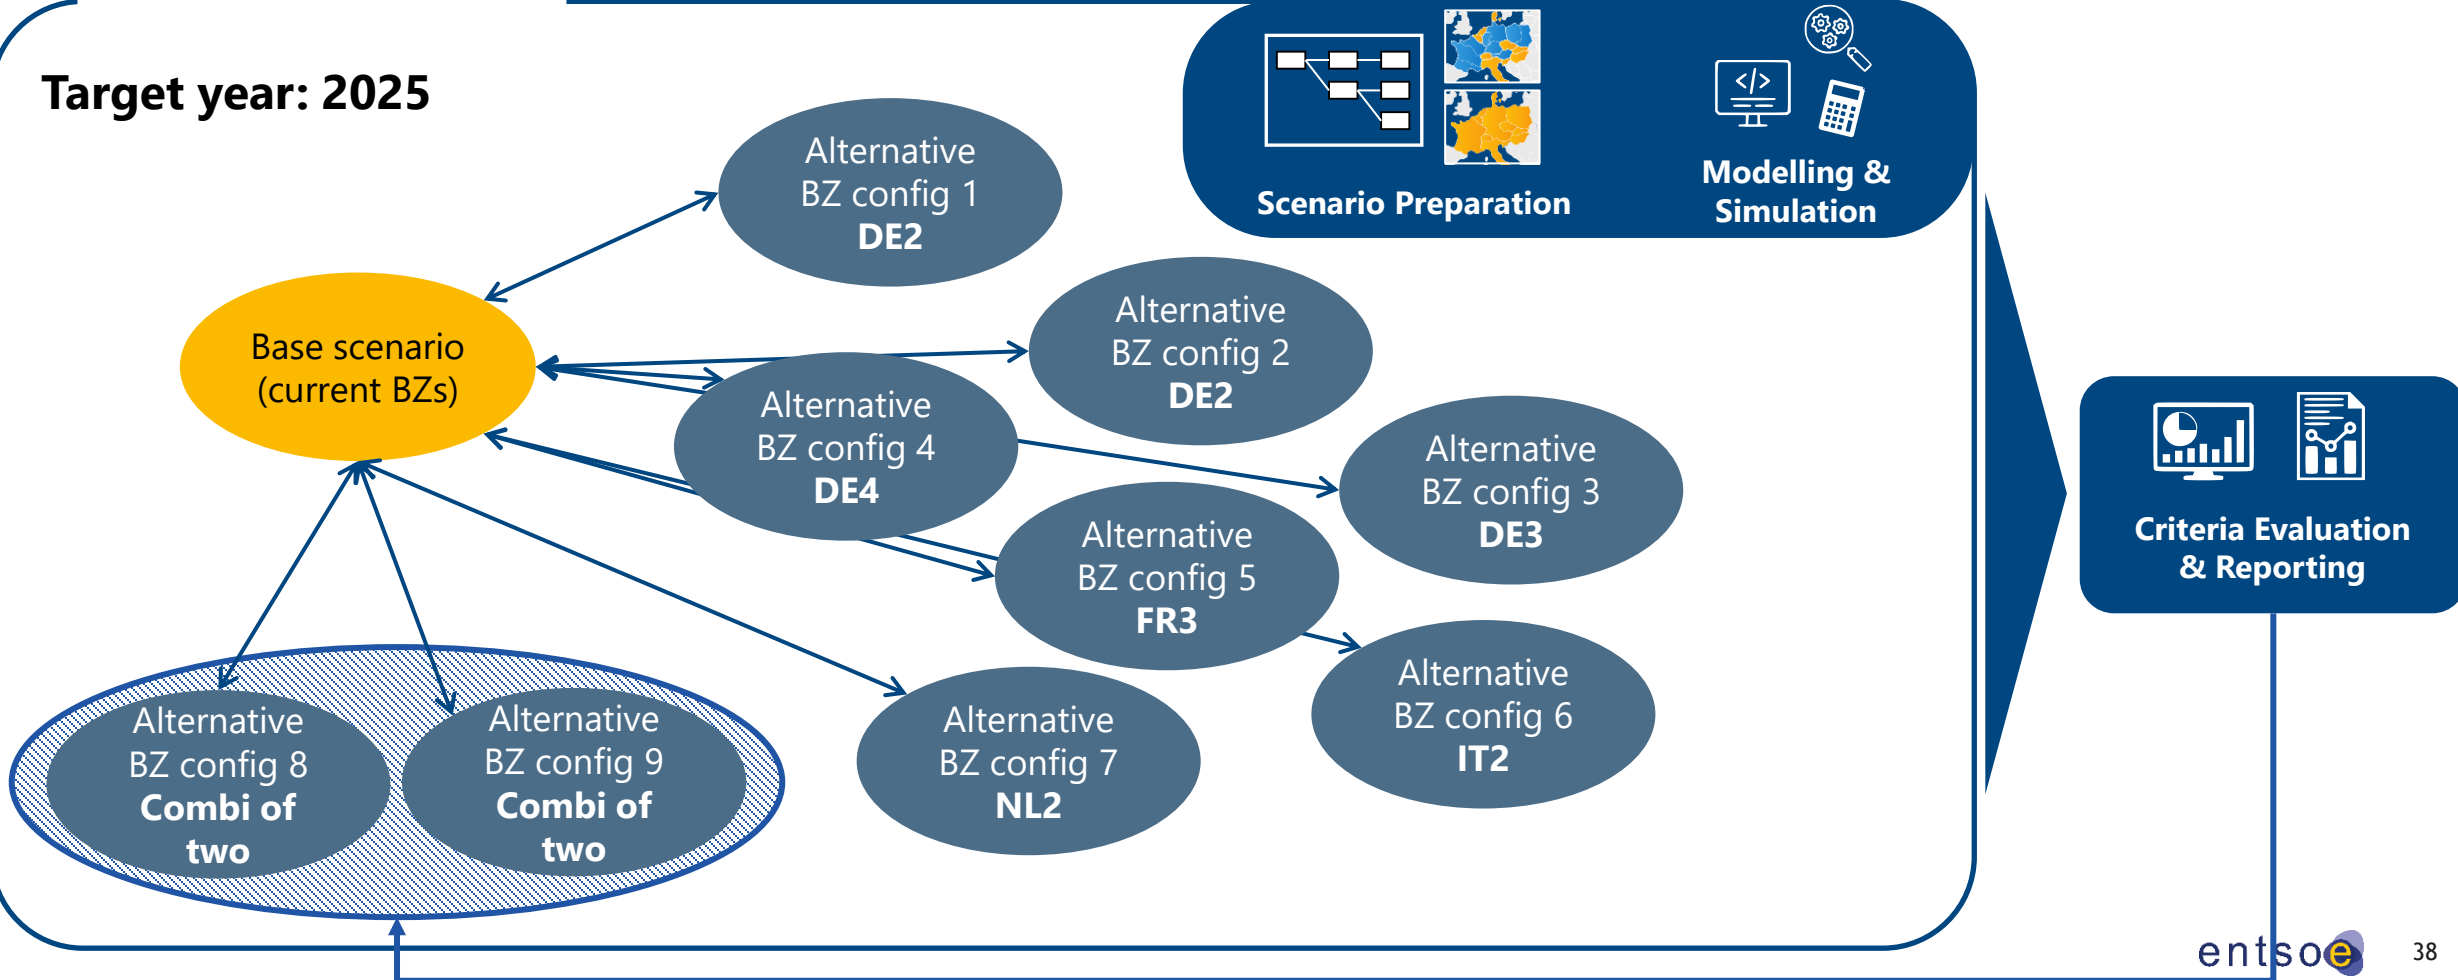 Target year: 2025
Alternative
BZ config 1
DE2
Scenario Preparation
Modelling &
Simulation
Base scenario
(current BZs)
Alternative
BZ config 2
DE2
Alternative
BZ config 4
DE4
Alternative
BZ config 3
DE3
Alternative
BZ config 5
FR3
Alternative
BZ config 6
IT2
Alternative
BZ config 7
NL2
Alternative
BZ config 8
Combi of
two
Alternative
BZ config 9
Combi of
two
</>
Criteria Evaluation
& Reporting
entsoe
38